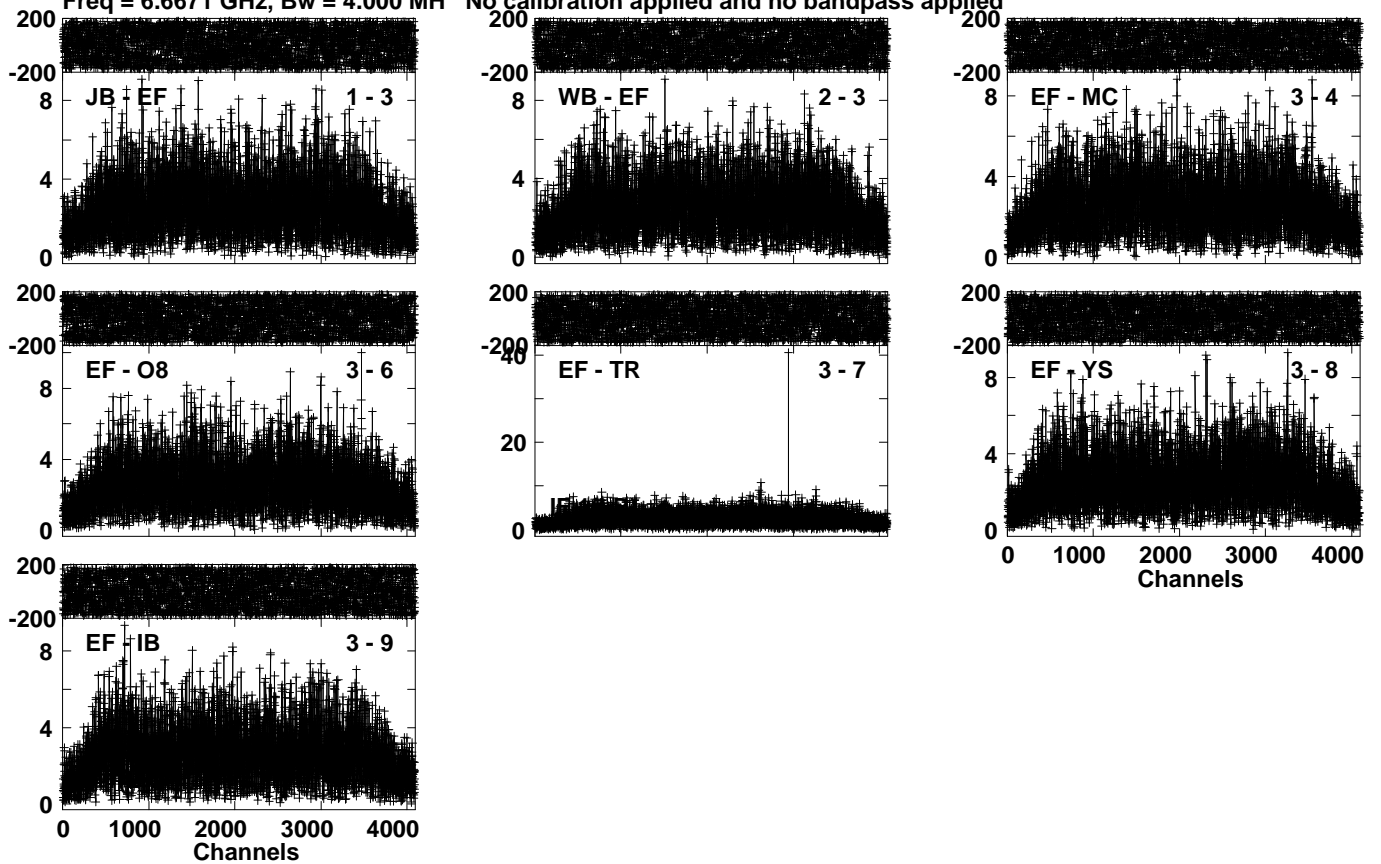 Freq = 6.6671 GHz, Bw = 4.000 MH No calibration applied and no bandpass applied
200 200 200
-200 -200 -200
8 JB - EF 1 - 3 WB - EF 2 - 3 EF - MC 3 - 4
8 8
4 4 4
0 0 0
200 200 200
-200 -200 -200
EF - O8 3 - 6 40 EF - TR 3 - 7 EF - YS 3 - 8
8 8
4 20 4
0 0 0
0 1000 2000 3000 4000
Channels
200
-200
EF - IB 3 - 9
8
4
0
0 1000 2000 3000 4000
Channels